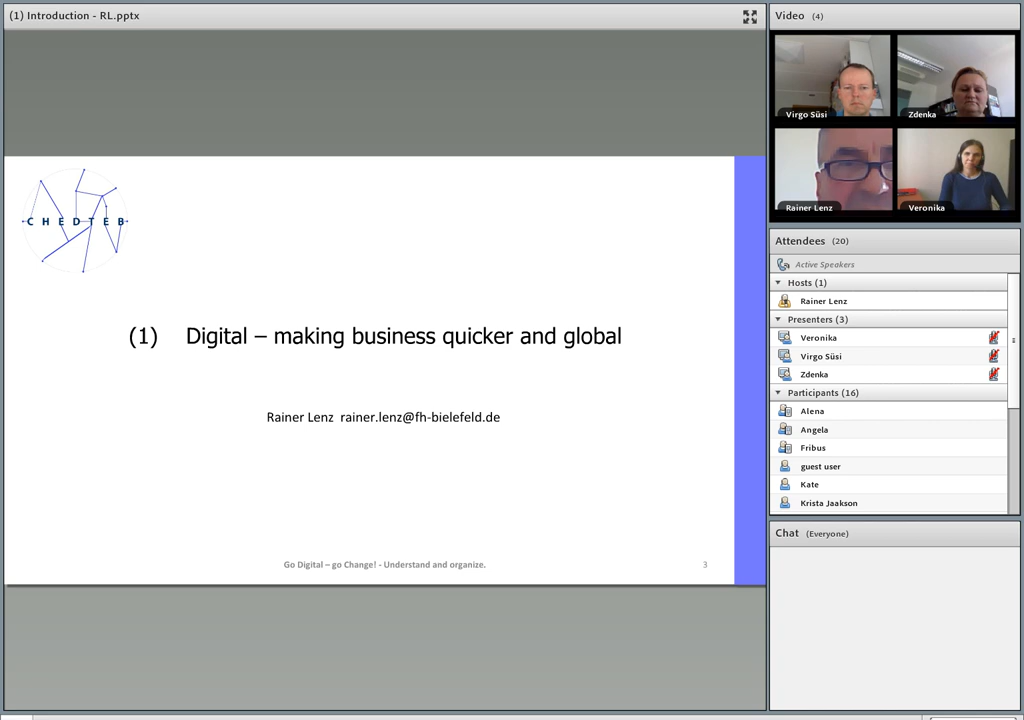 (1) Introduction - RL.pptx
CHEDTEB
(1) Digital – making business quicker and global
Rainer Lenz rainer.lenz@fh-bielefeld.de
Go Digital – go Change! - Understand and organize.
3
Video (4)
Virgo Süsi
Zdenka
Rainer Lenz
Veronika
Attendees (20)
Active Speakers
Hosts (1)
Rainer Lenz
Presenters (3)
Veronika
Virgo Süsi
Zdenka
Participants (16)
Alena
Angela
Fribus
guest user
Kate
Krista Jaakson
Chat (Everyone)